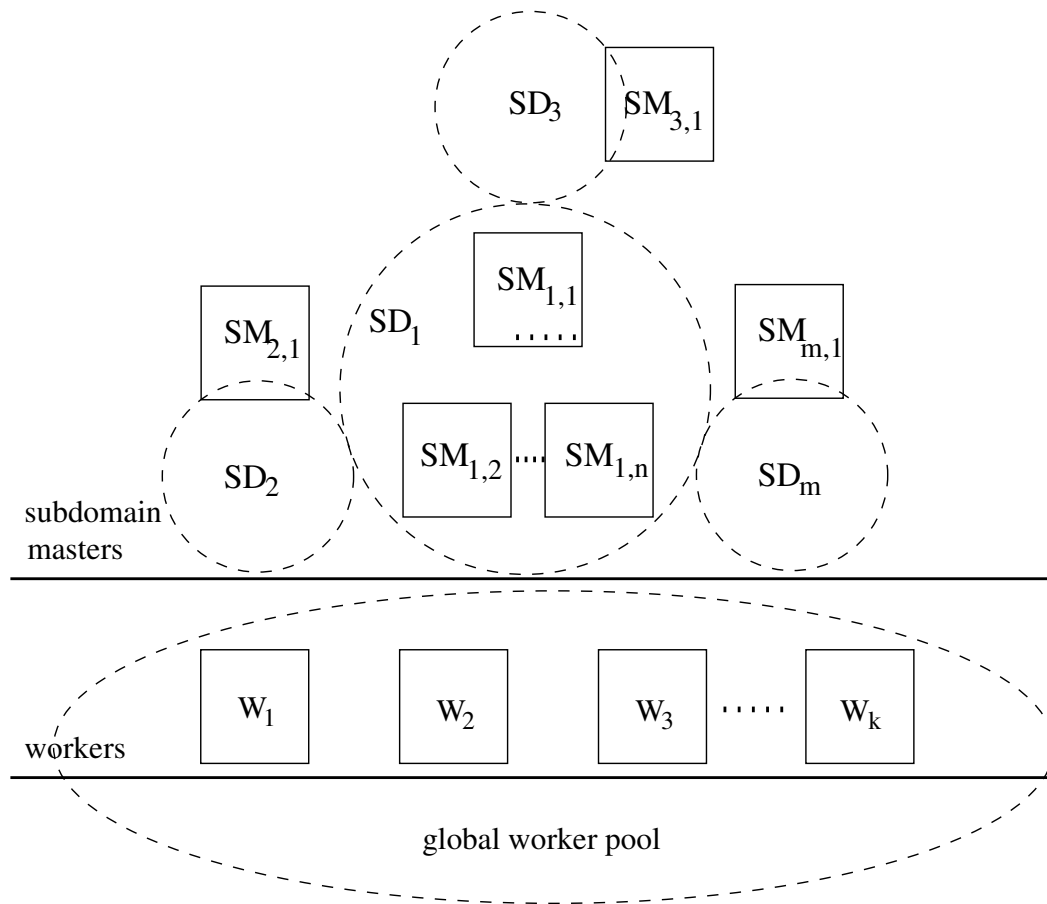 SD₃
SM₃,₁
SM₁,₁
SD₁
SM₂,₁
SMₘ,₁
SM₁,₂
SM₁,ₙ
SD₂
SDₘ
subdomain
masters
W₁ W₂ W₃ Wₖ
workers
global worker pool